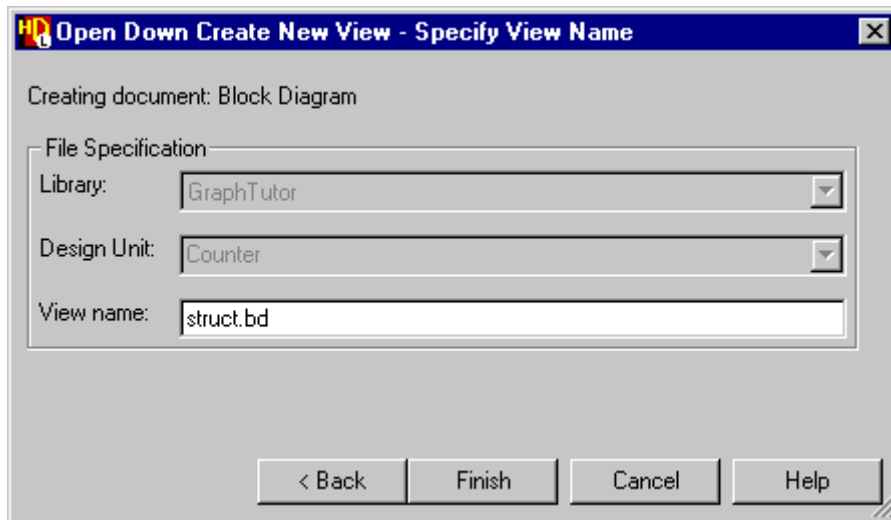 Open Down Create New View - Specify View Name
Creating document: Block Diagram
File Specification
Library: GraphTutor
Design Unit: Counter
View name: struct.bd
< Back Finish Cancel Help